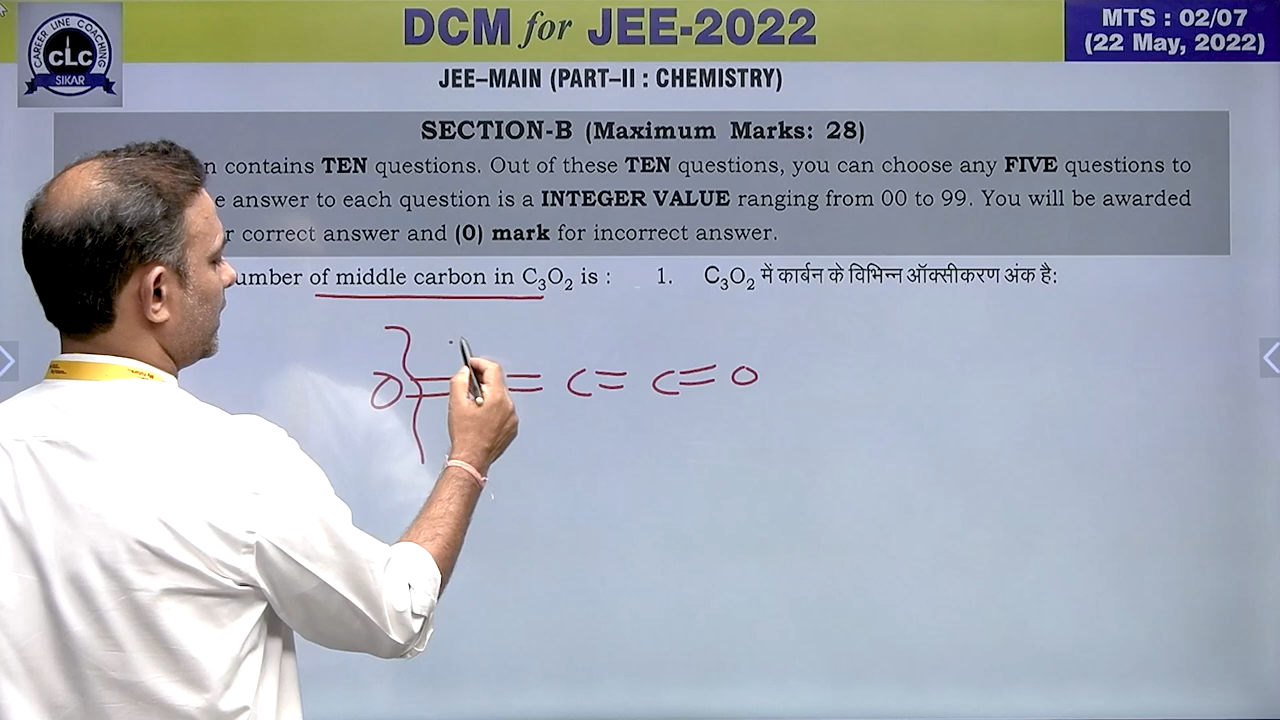 DCM for JEE-2022
MTS : 02/07
(22 May, 2022)
CAREER LINE COACHING
CLC
SIKAR
JEE–MAIN (PART–II : CHEMISTRY)
SECTION-B (Maximum Marks: 28)
contains TEN questions. Out of these TEN questions, you can choose any FIVE questions to
answer to each question is a INTEGER VALUE ranging from 00 to 99. You will be awarded
correct answer and (0) mark for incorrect answer.
of middle carbon in C₃O₂ is : 1. C₃O₂ में कार्बन के विभिन्न ऑक्सीकरण अंक है:
O = = C = C = O